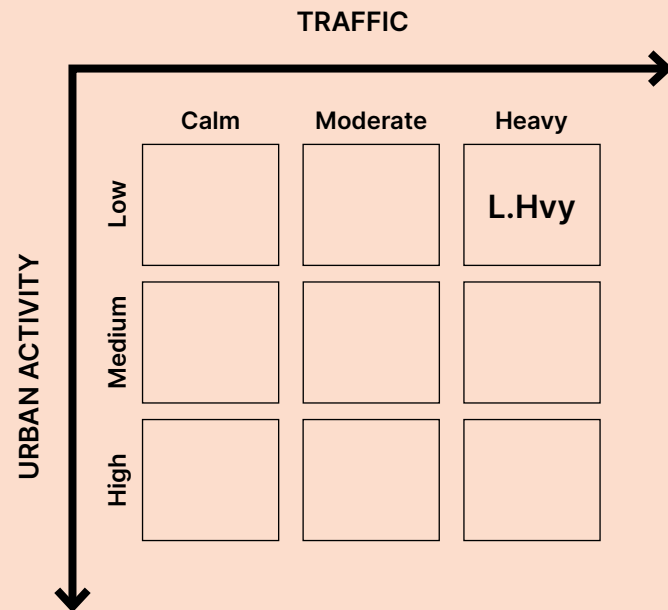 TRAFFIC
Calm Moderate Heavy
URBAN ACTIVITY
Low
L.Hvy
Medium
High